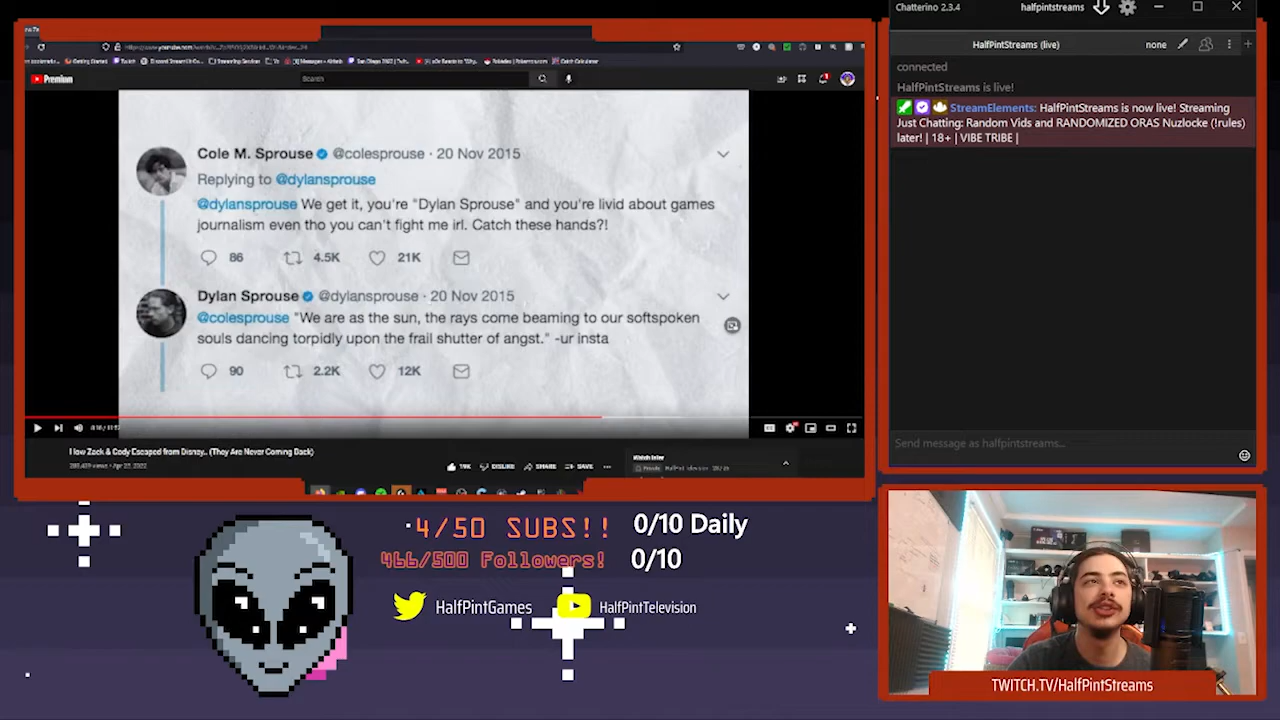 Premium
Search
Cole M. Sprouse @colesprouse · 20 Nov 2015
Replying to @dylansprouse
@dylansprouse We get it, you're "Dylan Sprouse" and you're livid about games
journalism even tho you can't fight me irl. Catch these hands?!
86 4.5K 21K
Dylan Sprouse @dylansprouse · 20 Nov 2015
@colesprouse "We are as the sun, the rays come beaming to our softspoken
souls dancing torpidly upon the frail shutter of angst." -ur insta
90 2.2K 12K
How Zack & Cody Escaped from Disney.. (They Are Never Coming Back)
19K DISLIKE SHARE SAVE
Watch later
Chatterino 2.3.4 halfpintstreams
HalfPintStreams (live) none
connected
HalfPintStreams is live!
StreamElements: HalfPintStreams is now live! Streaming
Just Chatting: Random Vids and RANDOMIZED ORAS Nuzlocke (!rules)
later! | 18+ | VIBE TRIBE |
Send message as halfpintstreams...
4/50 SUBS!! 0/10 Daily
466/500 Followers! 0/10
HalfPintGames HalfPintTelevision
TWITCH.TV/HalfPintStreams